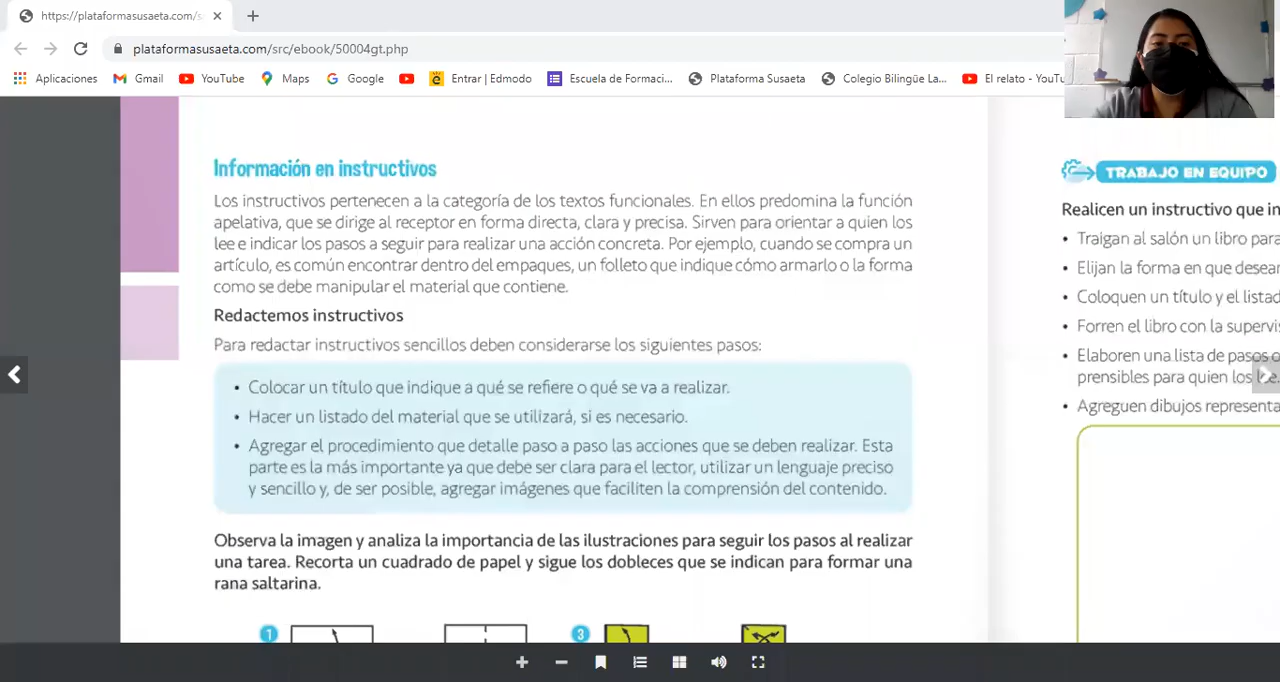 https://plataformasusaeta.com/s
plataformasusaeta.com/src/ebook/50004gt.php
Aplicaciones
Gmail
YouTube
Maps
Google
Entrar | Edmodo
Escuela de Formaci...
Plataforma Susaeta
Colegio Bilingüe La...
El relato - YouTu
Información en instructivos
Los instructivos pertenecen a la categoría de los textos funcionales. En ellos predomina la función
apelativa, que se dirige al receptor en forma directa, clara y precisa. Sirven para orientar a quien los
lee e indicar los pasos a seguir para realizar una acción concreta. Por ejemplo, cuando se compra un
artículo, es común encontrar dentro del empaques, un folleto que indique cómo armarlo o la forma
como se debe manipular el material que contiene.
Redactemos instructivos
Para redactar instructivos sencillos deben considerarse los siguientes pasos:
• Colocar un título que indique a qué se refiere o qué se va a realizar.
• Hacer un listado del material que se utilizará, si es necesario.
• Agregar el procedimiento que detalle paso a paso las acciones que se deben realizar. Esta
parte es la más importante ya que debe ser clara para el lector, utilizar un lenguaje preciso
y sencillo y, de ser posible, agregar imágenes que faciliten la comprensión del contenido.
Observa la imagen y analiza la importancia de las ilustraciones para seguir los pasos al realizar
una tarea. Recorta un cuadrado de papel y sigue los dobleces que se indican para formar una
rana saltarina.
1
3
TRABAJO EN EQUIPO
Realicen un instructivo que in
• Traigan al salón un libro para
• Elijan la forma en que desear
• Coloquen un título y el listad
• Forren el libro con la supervis
• Elaboren una lista de pasos
prensibles para quien los lee.
• Agreguen dibujos representa